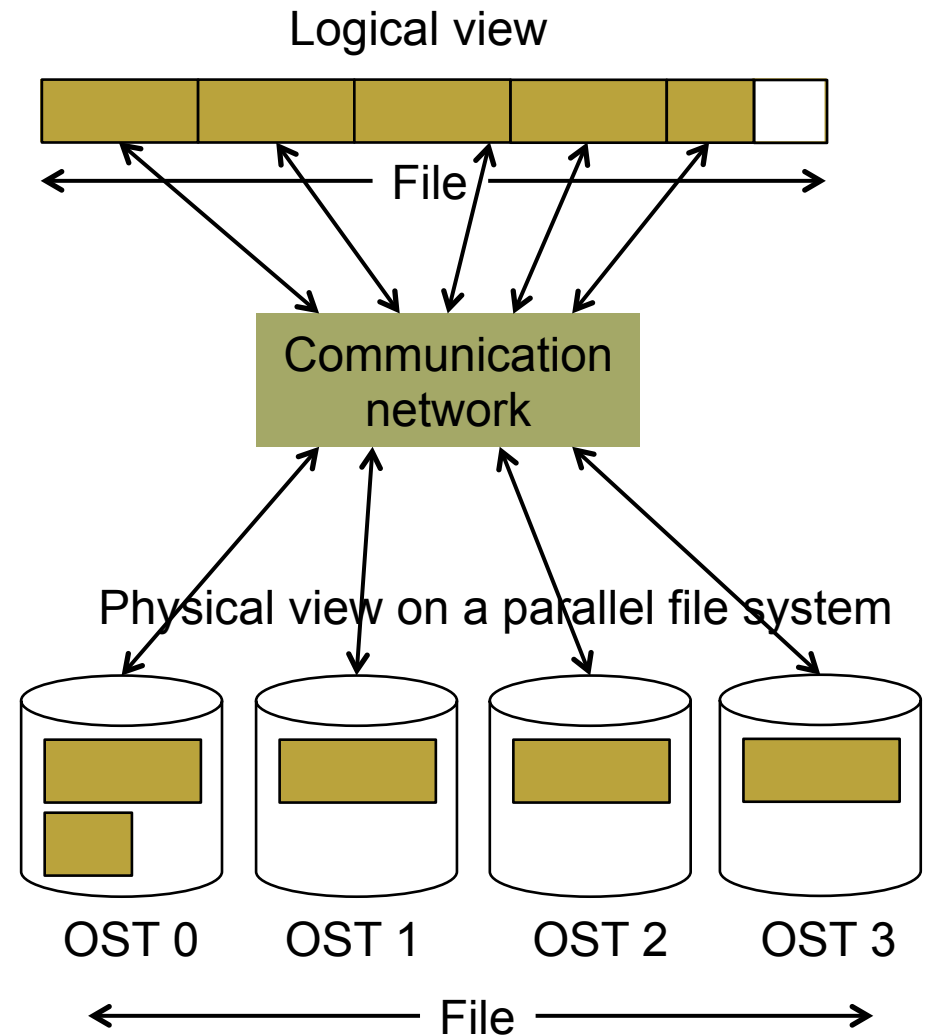 Logical view
File
Communication
network
Physical view on a parallel file system
OST 0 OST 1 OST 2 OST 3
File